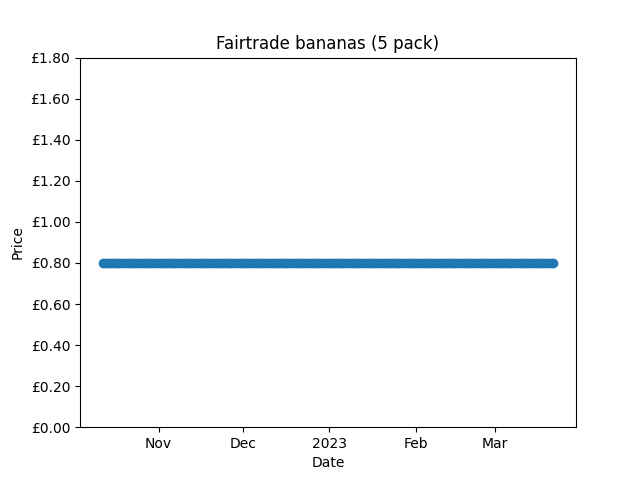 Fairtrade bananas (5 pack)
£1.80
£1.60
£1.40
£1.20
£1.00
£0.80
£0.60
£0.40
£0.20
£0.00
Price
Nov Dec 2023 Feb Mar
Date